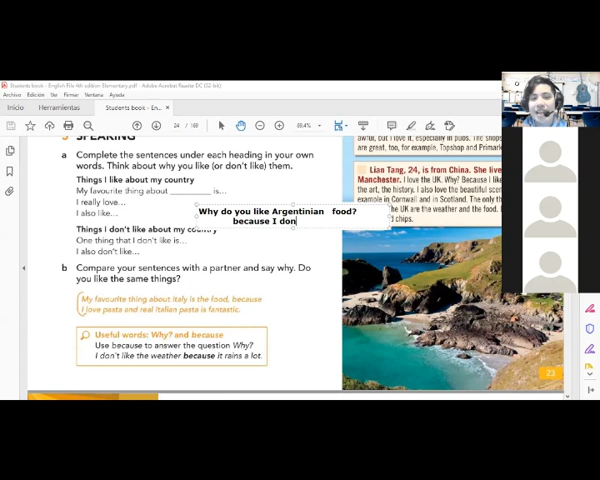 Students book - English File 4th edition Elementary.pdf - Adobe Acrobat Reader DC (32-bit)
Archivo Edición Ver Firmar Ventana Ayuda
Inicio Herramientas Students book - En... ×
24 / 169 89,4%
5 SPEAKING
a Complete the sentences under each heading in your own
words. Think about why you like (or don't like) them.
Things I like about my country
My favourite thing about ________ is…
I really love…
I also like…
Things I don't like about my country
One thing that I don't like is…
I also don't like…
Why do you like Argentinian food?
because I don
b Compare your sentences with a partner and say why. Do
you like the same things?
My favourite thing about Italy is the food, because
I love pasta and real Italian pasta is fantastic.
Useful words: Why? and because
Use because to answer the question Why?
I don't like the weather because it rains a lot.
awful, but I love it, especially in pubs. The shops
are great, too, for example, Topshop and Primark
Lian Tang, 24, is from China. She live
Manchester. I love the UK. Why? Because I like
the art, the history. I also love the beautiful scen
example in Cornwall and in Scotland. The only th
the UK are the weather and the food. I
d chips.
23